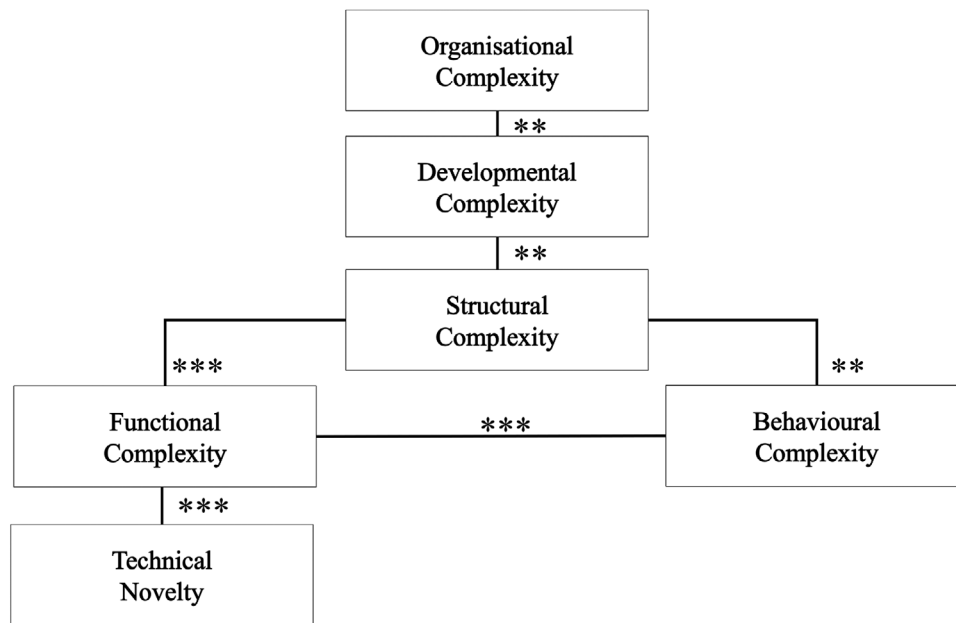 Organisational
Complexity
**
Developmental
Complexity
**
Structural
Complexity
***
**
Functional
Complexity
***
Behavioural
Complexity
***
Technical
Novelty